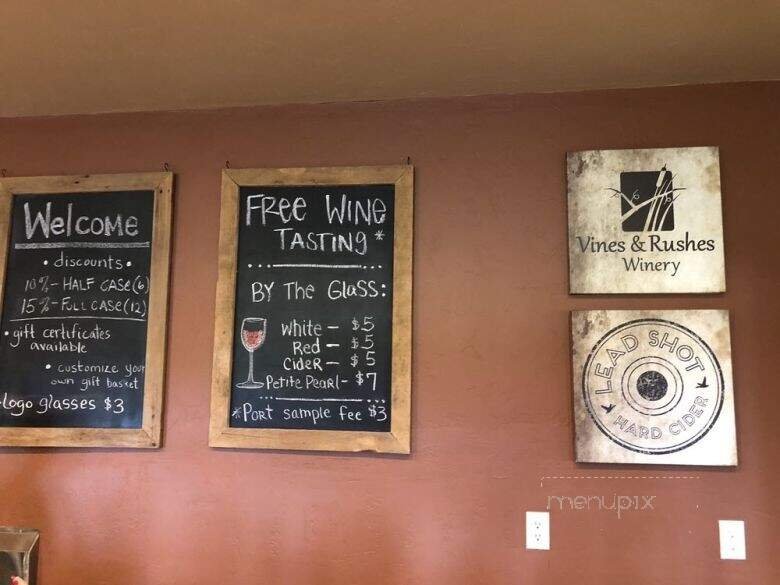 Welcome
• discounts •
10% - HALF CASE (6)
15% - FULL CASE (12)
• gift certificates
available
• customize your
own gift basket
-logo glasses $3
FREE WINE
TASTING *
BY THE GLASS:
White - $5
Red - $5
CIDER - $5
Petite Pearl - $7
*PORT sample fee $3
Vines & Rushes
Winery
LEAD SHOT
HARD CIDER
menupix